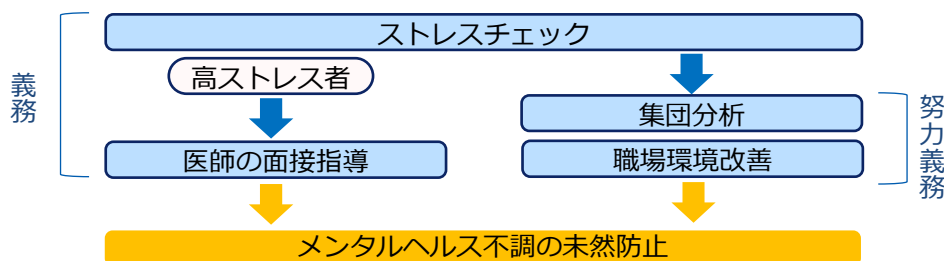 ストレスチェック
義務
高ストレス者
医師の面接指導
集団分析
職場環境改善
努力義務
メンタルヘルス不調の未然防止